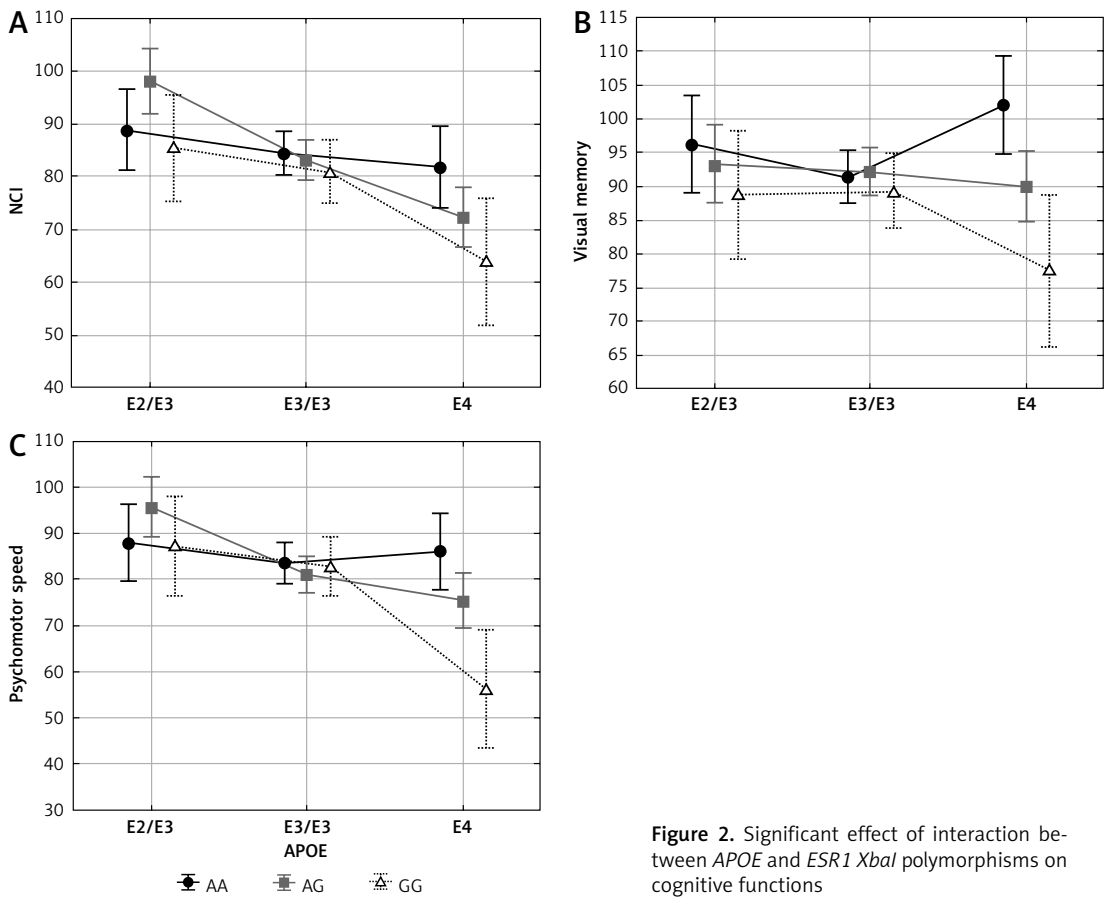 A
110
100
90
80
70
60
50
40
NCI
E2/E3 E3/E3 E4
B
115
110
105
100
95
90
85
80
75
70
65
60
Visual memory
E2/E3 E3/E3 E4
C
110
100
90
80
70
60
50
40
30
Psychomotor speed
E2/E3 E3/E3 E4
APOE
AA AG GG
Figure 2. Significant effect of interaction be-
tween APOE and ESR1 XbaI polymorphisms on
cognitive functions